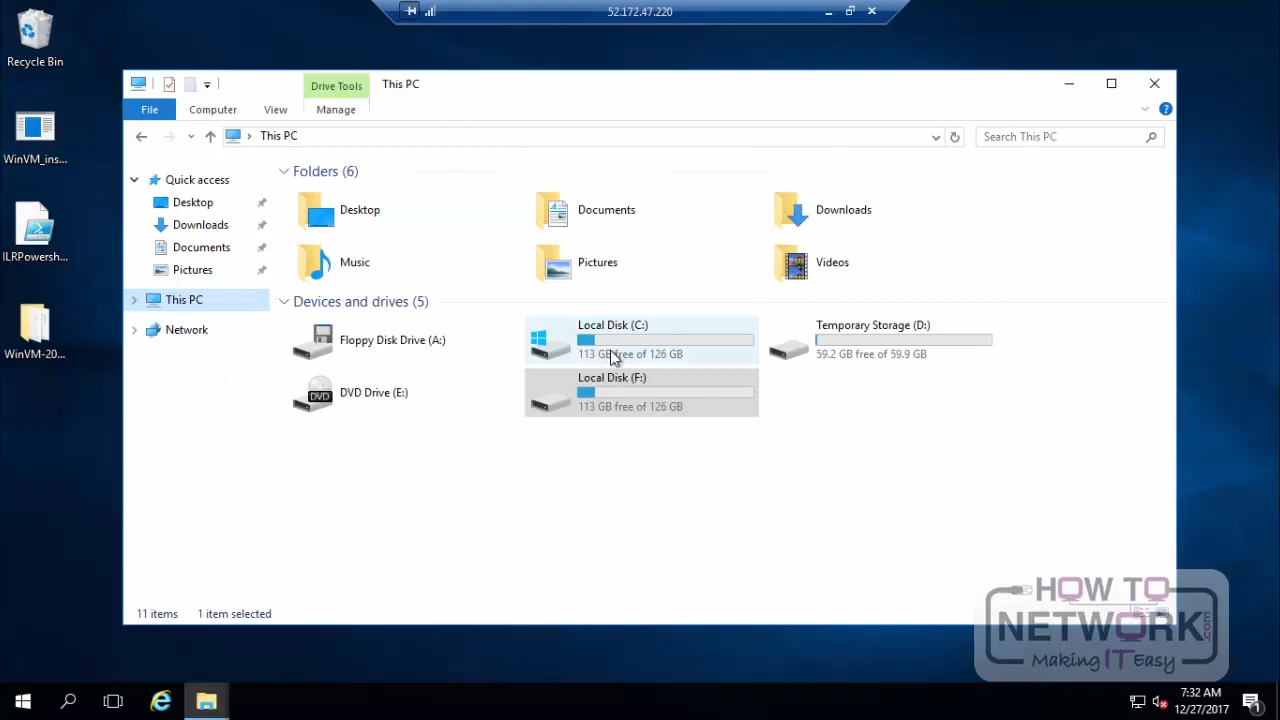 52.172.47.220
Recycle Bin
WinVM_ins...
ILRPowersh...
WinVM-20...
Drive Tools
This PC
File
Computer
View
Manage
This PC
Search This PC
Quick access
Desktop
Downloads
Documents
Pictures
This PC
Network
Folders (6)
Desktop
Documents
Downloads
Music
Pictures
Videos
Devices and drives (5)
Floppy Disk Drive (A:)
Local Disk (C:)
113 GB free of 126 GB
Temporary Storage (D:)
59.2 GB free of 59.9 GB
DVD
DVD Drive (E:)
Local Disk (F:)
113 GB free of 126 GB
11 items
1 item selected
HOW TO
NETWORK.com
Making IT Easy
7:32 AM
12/27/2017
1